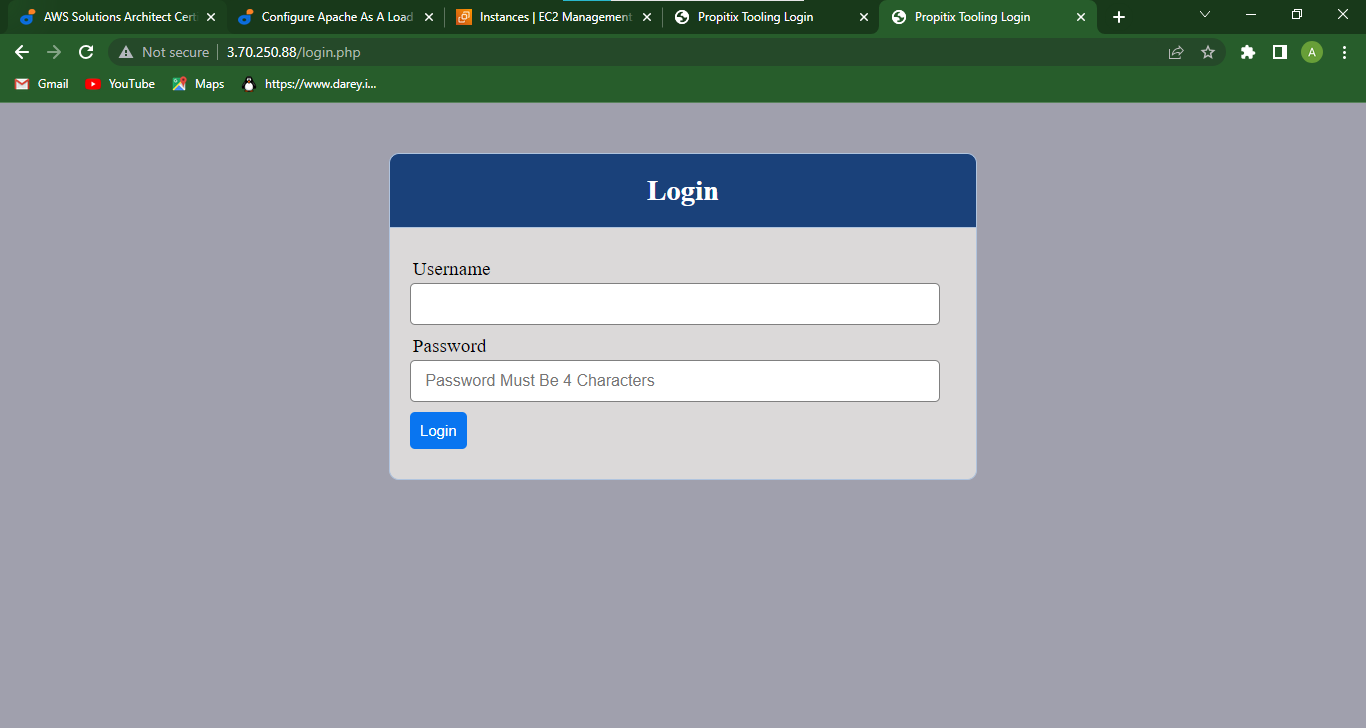 AWS Solutions Architect Cert
Configure Apache As A Load
Instances | EC2 Management
Propitix Tooling Login
Propitix Tooling Login
Not secure
3.70.250.88/login.php
A
Gmail
YouTube
Maps
https://www.darey.i...
Login
Username
Password
Password Must Be 4 Characters
Login